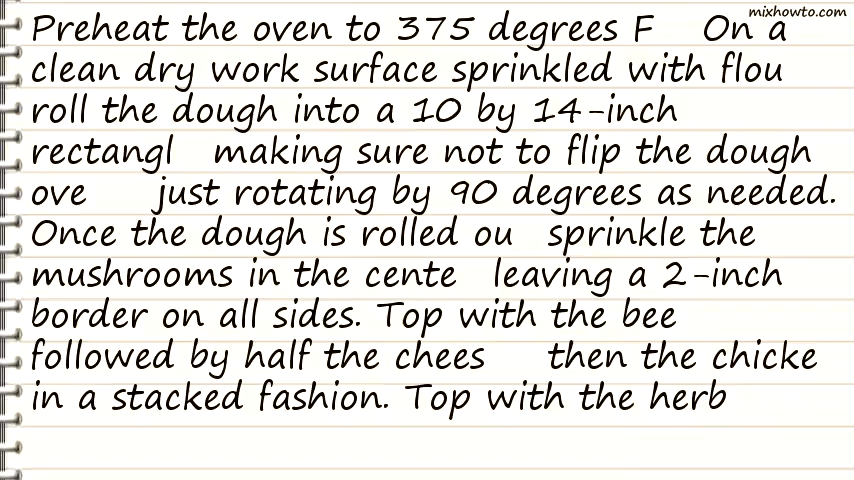 mixhowto.com
Preheat the oven to 375 degrees F On a
clean dry work surface sprinkled with flou
roll the dough into a 10 by 14-inch
rectangl making sure not to flip the dough
ove just rotating by 90 degrees as needed.
Once the dough is rolled ou sprinkle the
mushrooms in the cente leaving a 2-inch
border on all sides. Top with the bee
followed by half the chees then the chicke
in a stacked fashion. Top with the herb